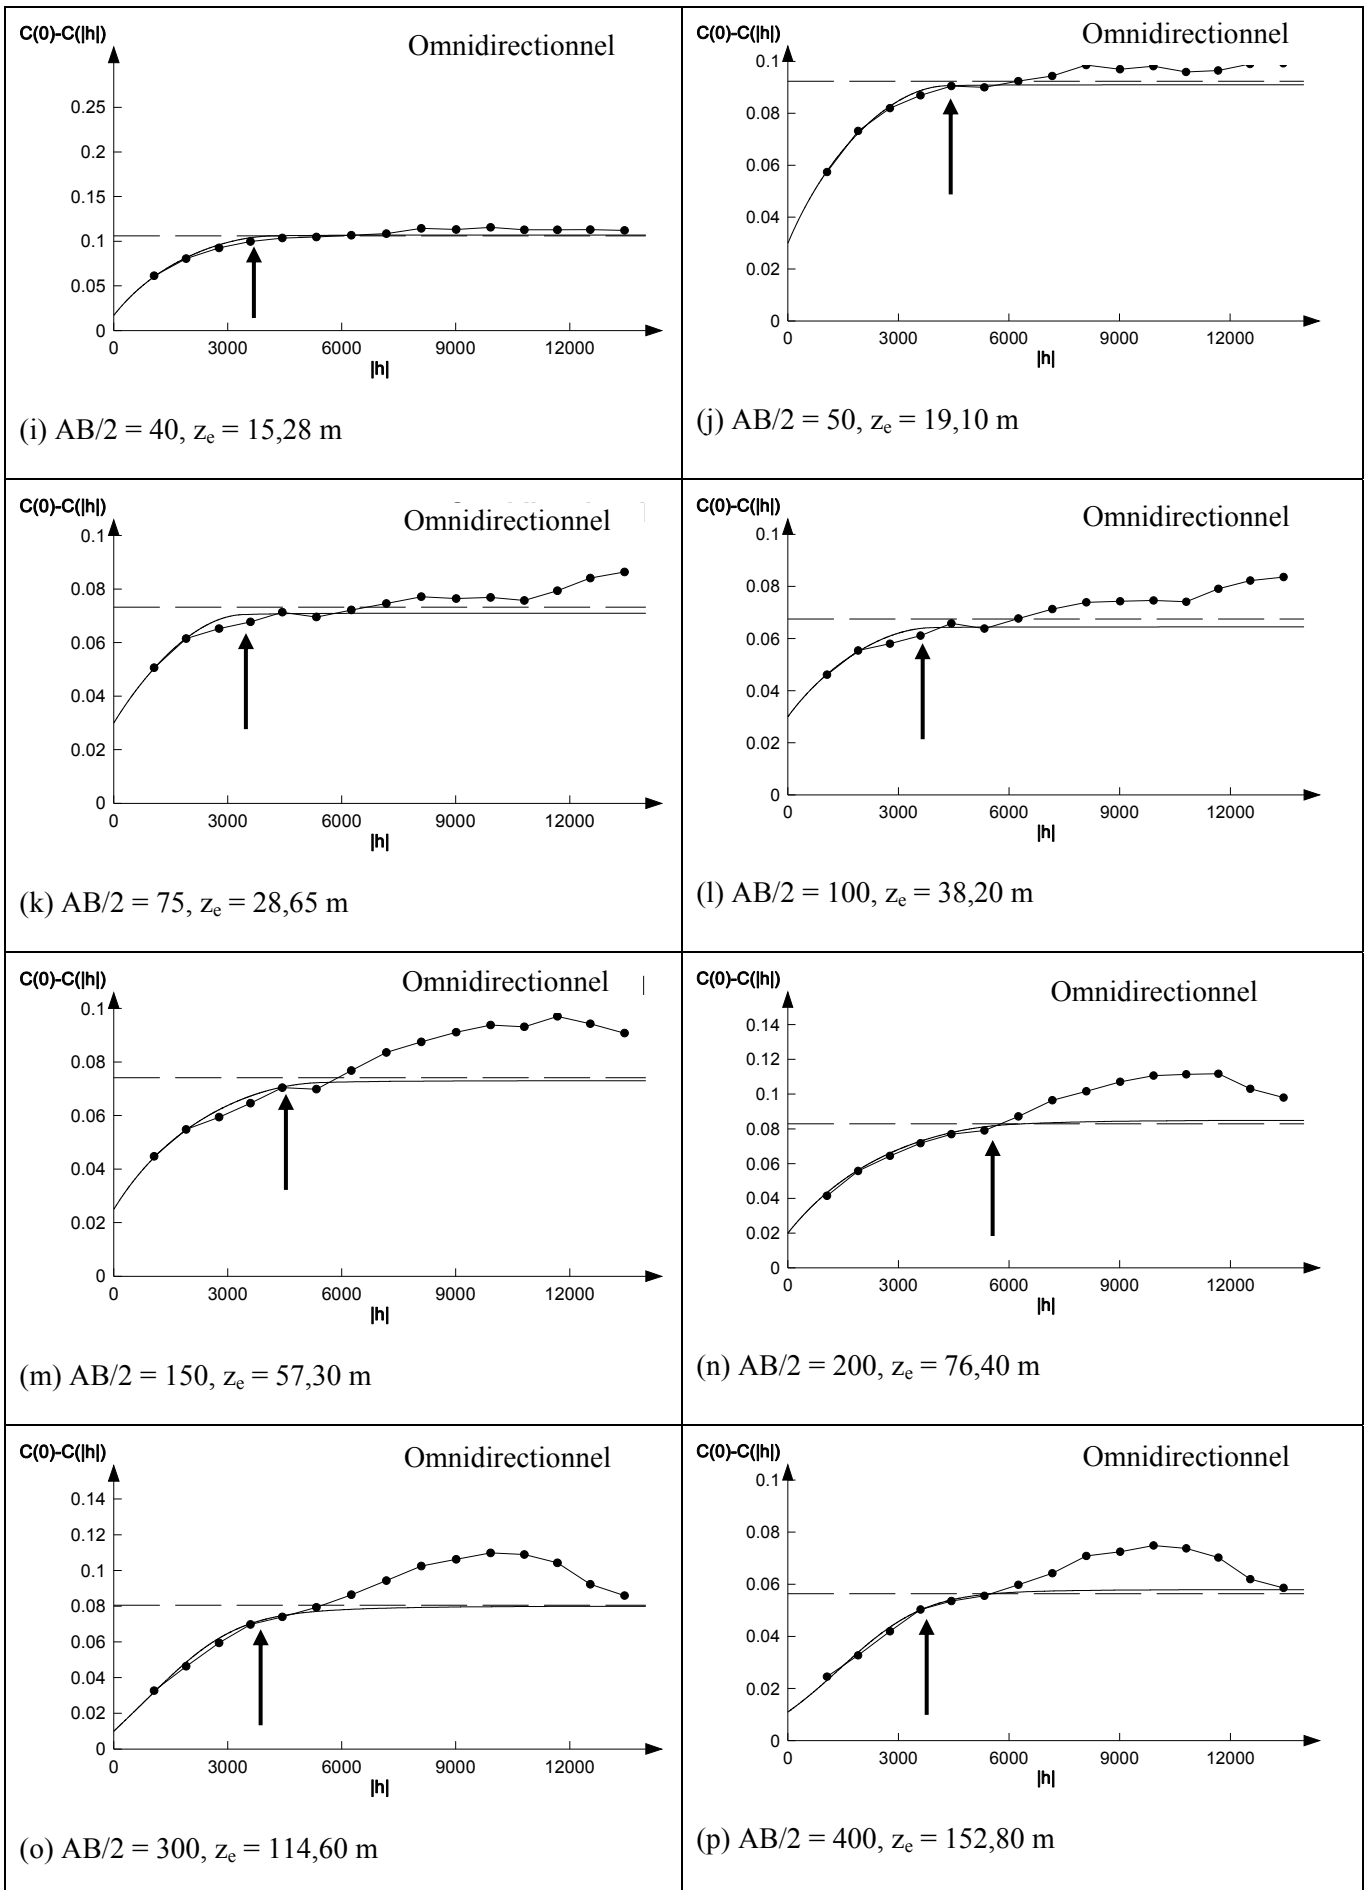 C(0)-C(|h|)
Omnidirectionnel
0.25
0.2
0.15
0.1
0.05
0
0 3000 6000 9000 12000
|h|
(i) AB/2 = 40, ze = 15,28 m
C(0)-C(|h|)
Omnidirectionnel
0.1
0.08
0.06
0.04
0.02
0
0 3000 6000 9000 12000
|h|
(j) AB/2 = 50, ze = 19,10 m
C(0)-C(|h|)
Omnidirectionnel
0.1
0.08
0.06
0.04
0.02
0
0 3000 6000 9000 12000
|h|
(k) AB/2 = 75, ze = 28,65 m
C(0)-C(|h|)
Omnidirectionnel
0.1
0.08
0.06
0.04
0.02
0
0 3000 6000 9000 12000
|h|
(l) AB/2 = 100, ze = 38,20 m
C(0)-C(|h|)
Omnidirectionnel
0.1
0.08
0.06
0.04
0.02
0
0 3000 6000 9000 12000
|h|
(m) AB/2 = 150, ze = 57,30 m
C(0)-C(|h|)
Omnidirectionnel
0.14
0.12
0.1
0.08
0.06
0.04
0.02
0
0 3000 6000 9000 12000
|h|
(n) AB/2 = 200, ze = 76,40 m
C(0)-C(|h|)
Omnidirectionnel
0.14
0.12
0.1
0.08
0.06
0.04
0.02
0
0 3000 6000 9000 12000
|h|
(o) AB/2 = 300, ze = 114,60 m
C(0)-C(|h|)
Omnidirectionnel
0.1
0.08
0.06
0.04
0.02
0
0 3000 6000 9000 12000
|h|
(p) AB/2 = 400, ze = 152,80 m